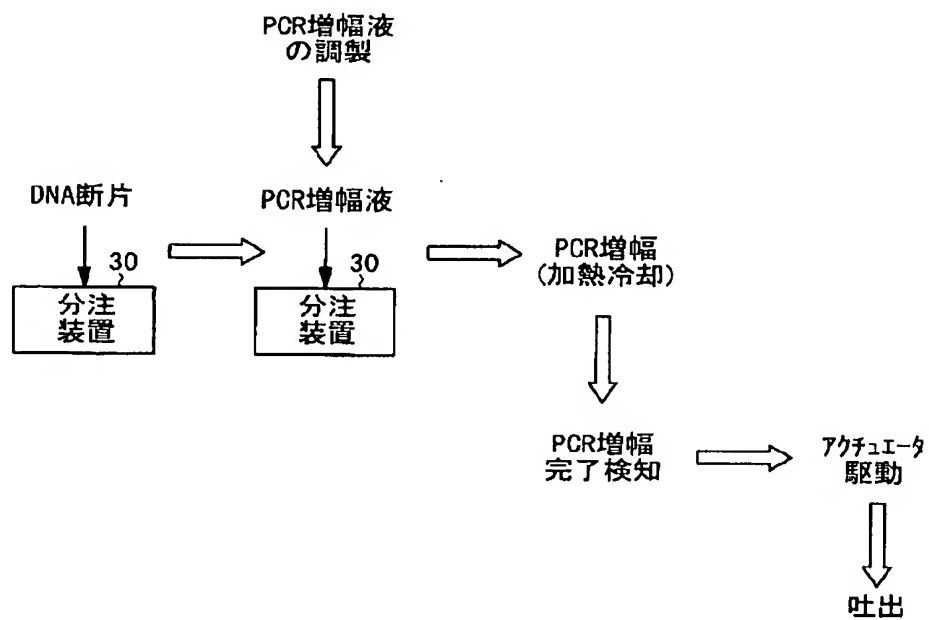 PCR増幅液
の調製
DNA断片
PCR増幅液
30
分注
装置
30
分注
装置
PCR増幅
(加熱冷却)
PCR増幅
完了検知
アクチュエータ
駆動
吐出